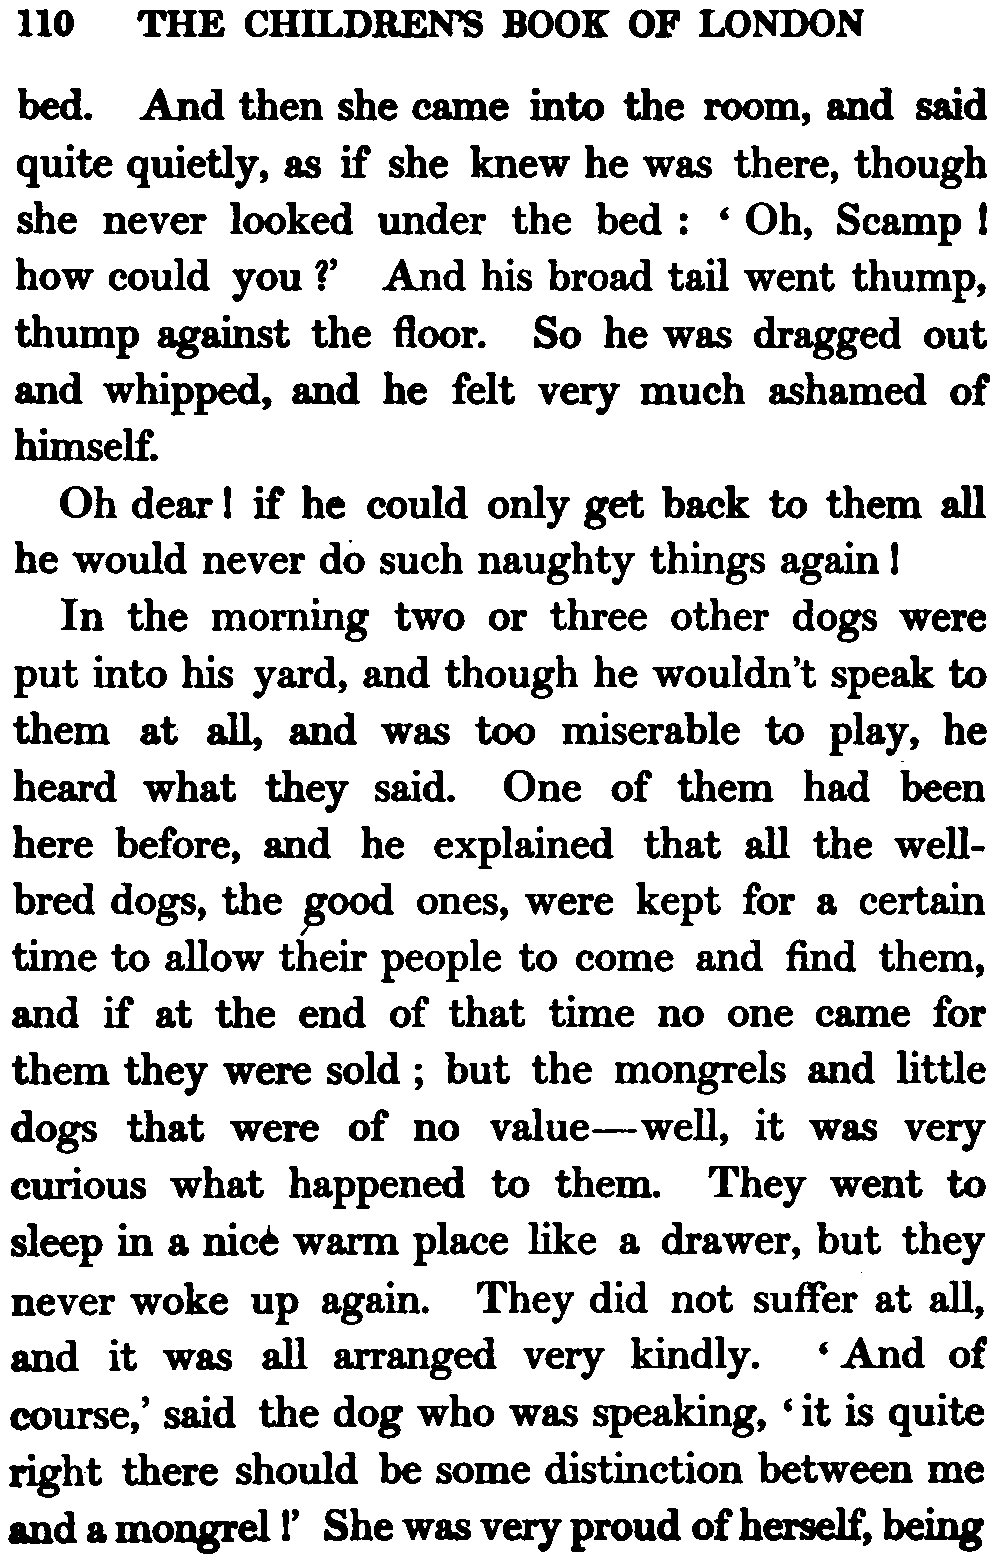 110 THE CHILDREN'S BOOK OF LONDON
bed. And then she came into the room, and said
quite quietly, as if she knew he was there, though
she never looked under the bed : ‘ Oh, Scamp !
how could you ?’ And his broad tail went thump,
thump against the floor. So he was dragged out
and whipped, and he felt very much ashamed of
himself.
Oh dear ! if he could only get back to them all
he would never do such naughty things again !
In the morning two or three other dogs were
put into his yard, and though he wouldn't speak to
them at all, and was too miserable to play, he
heard what they said. One of them had been
here before, and he explained that all the well-
bred dogs, the good ones, were kept for a certain
time to allow their people to come and find them,
and if at the end of that time no one came for
them they were sold ; but the mongrels and little
dogs that were of no value—well, it was very
curious what happened to them. They went to
sleep in a nice warm place like a drawer, but they
never woke up again. They did not suffer at all,
and it was all arranged very kindly. ‘ And of
course,’ said the dog who was speaking, ‘ it is quite
right there should be some distinction between me
and a mongrel !’ She was very proud of herself, being